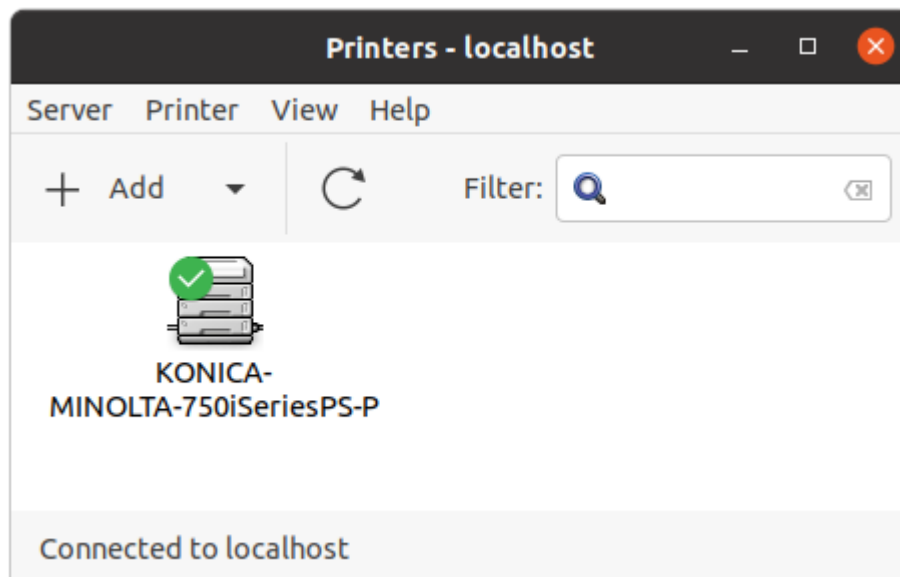 Printers - localhost
Server Printer View Help
Add Filter:
KONICA-
MINOLTA-750iSeriesPS-P
Connected to localhost